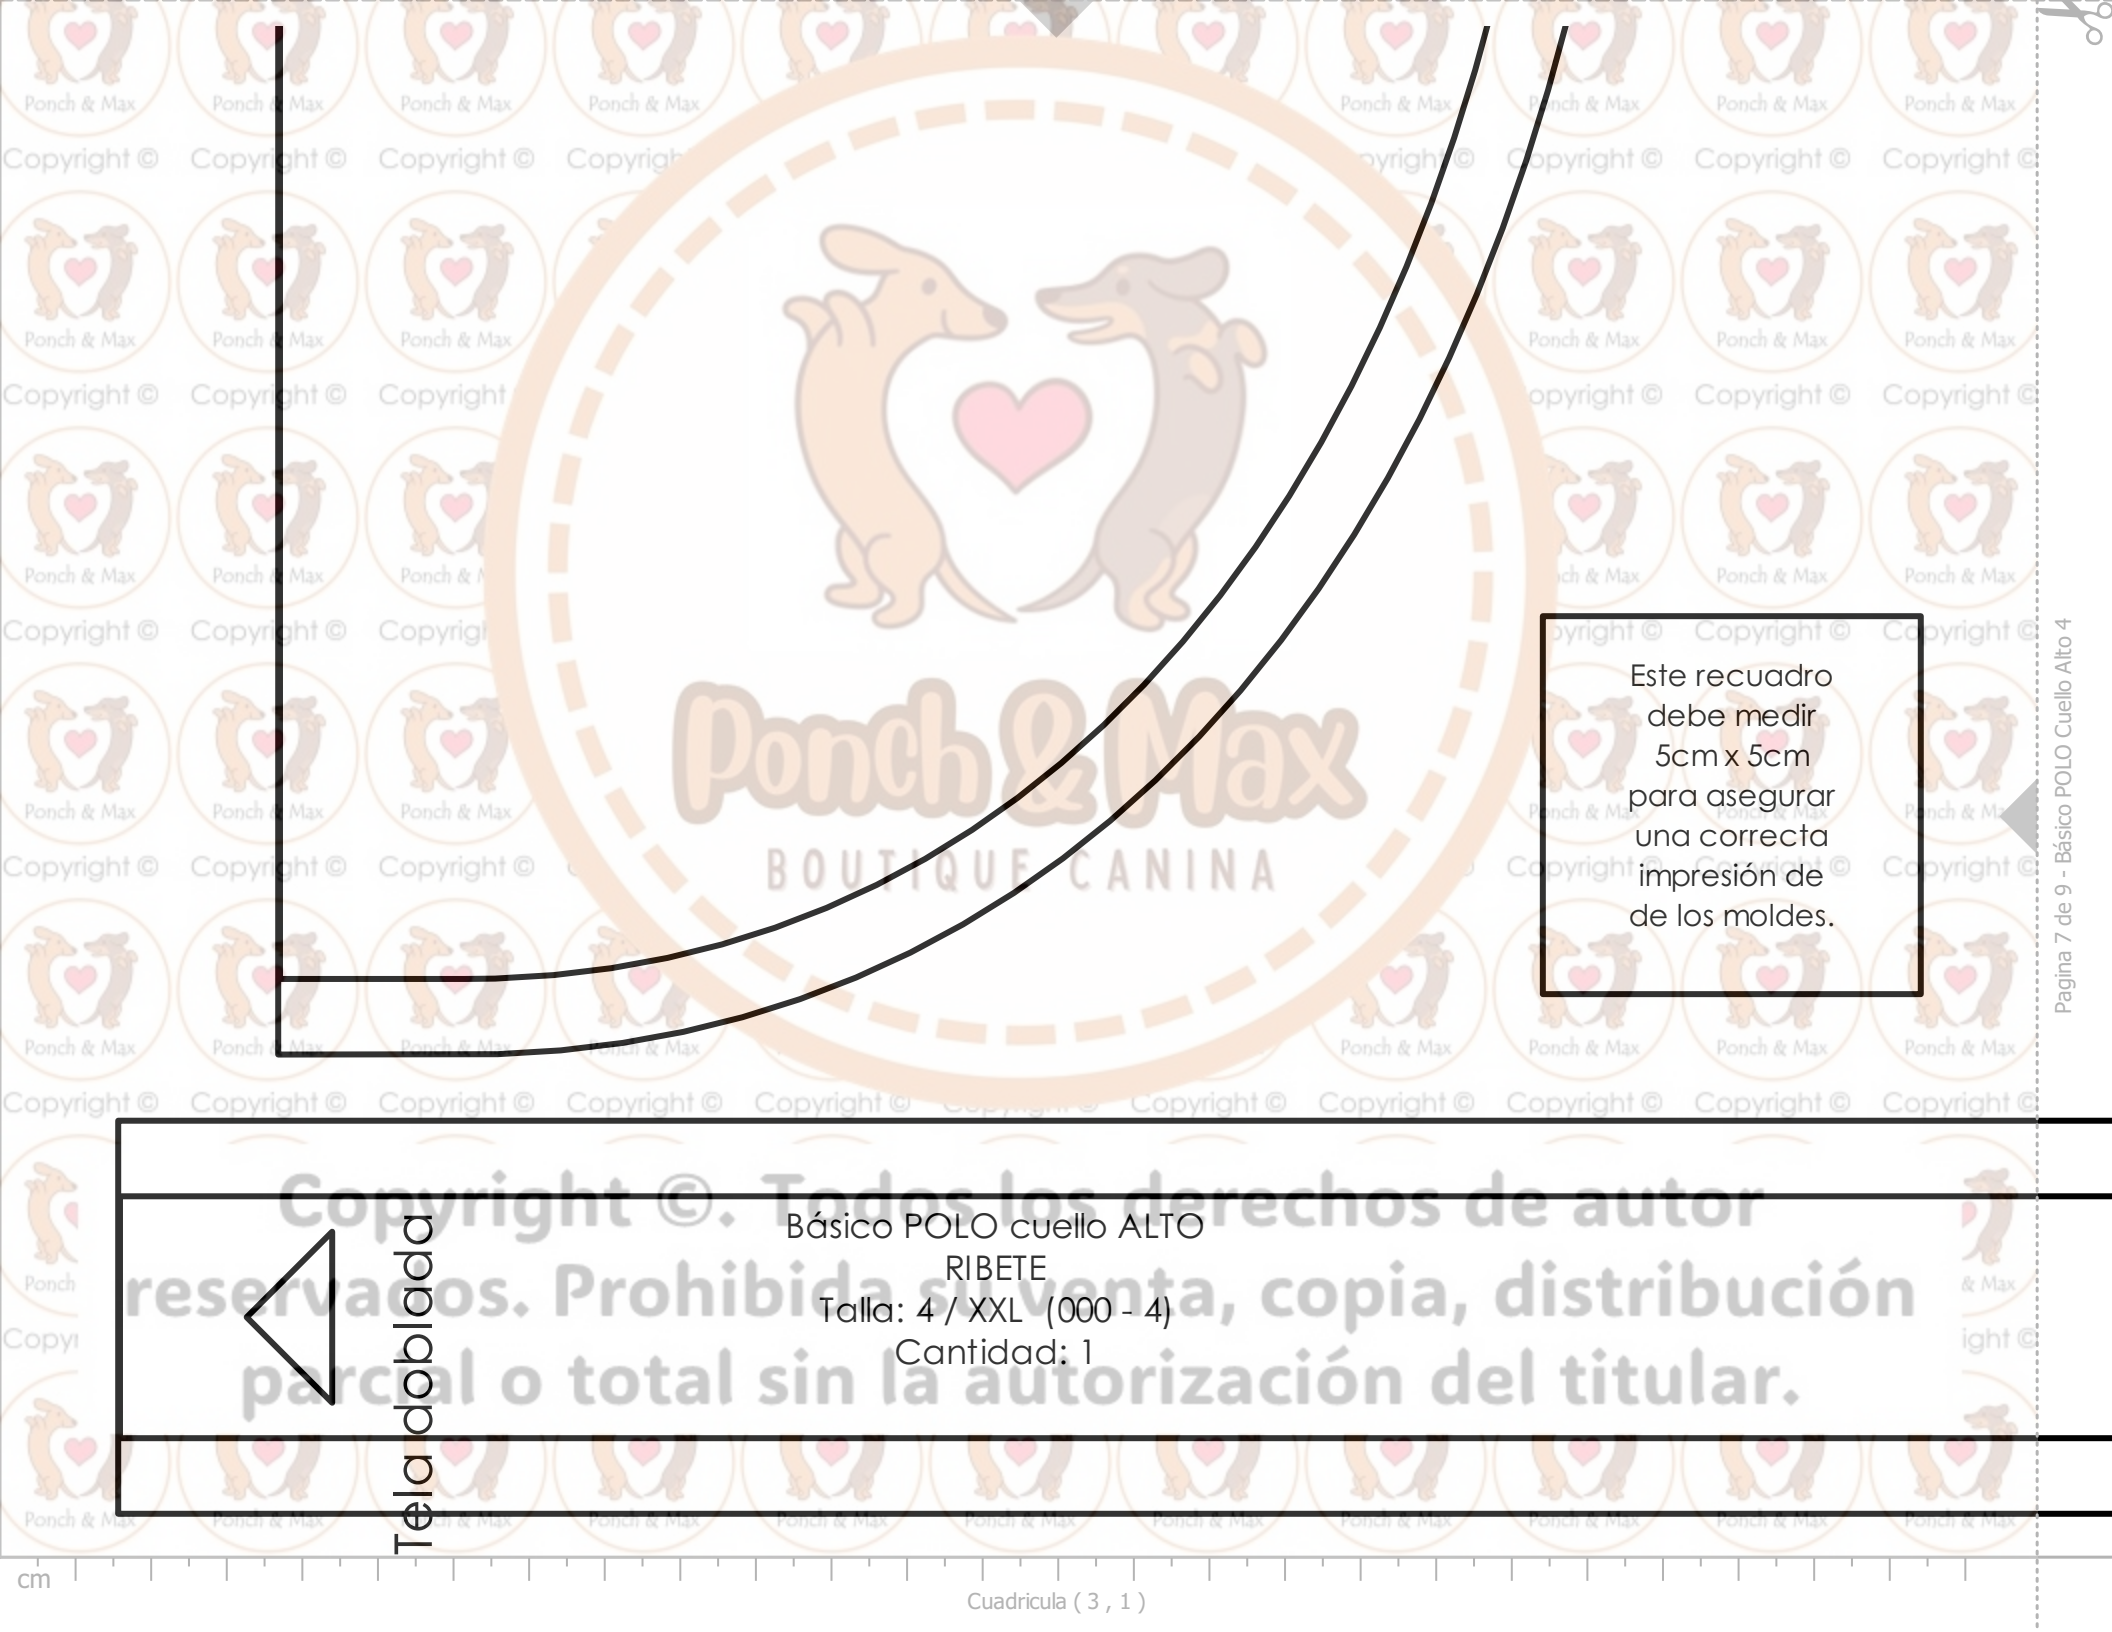 Ponch & Max
BOUTIQUE CANINA
Este recuadro
debe medir
5cm x 5cm
para asegurar
una correcta
impresión de
de los moldes.
Pagina 7 de 9 - Básico POLO Cuello Alto 4
Copyright ©. Todos los derechos de autor
reservados. Prohibida su venta, copia, distribución
parcial o total sin la autorización del titular.
Tela doblada
Básico POLO cuello ALTO
RIBETE
Talla: 4 / XXL (000 - 4)
Cantidad: 1
cm
Cuadricula ( 3 , 1 )
Ponch & Max
Copyright ©